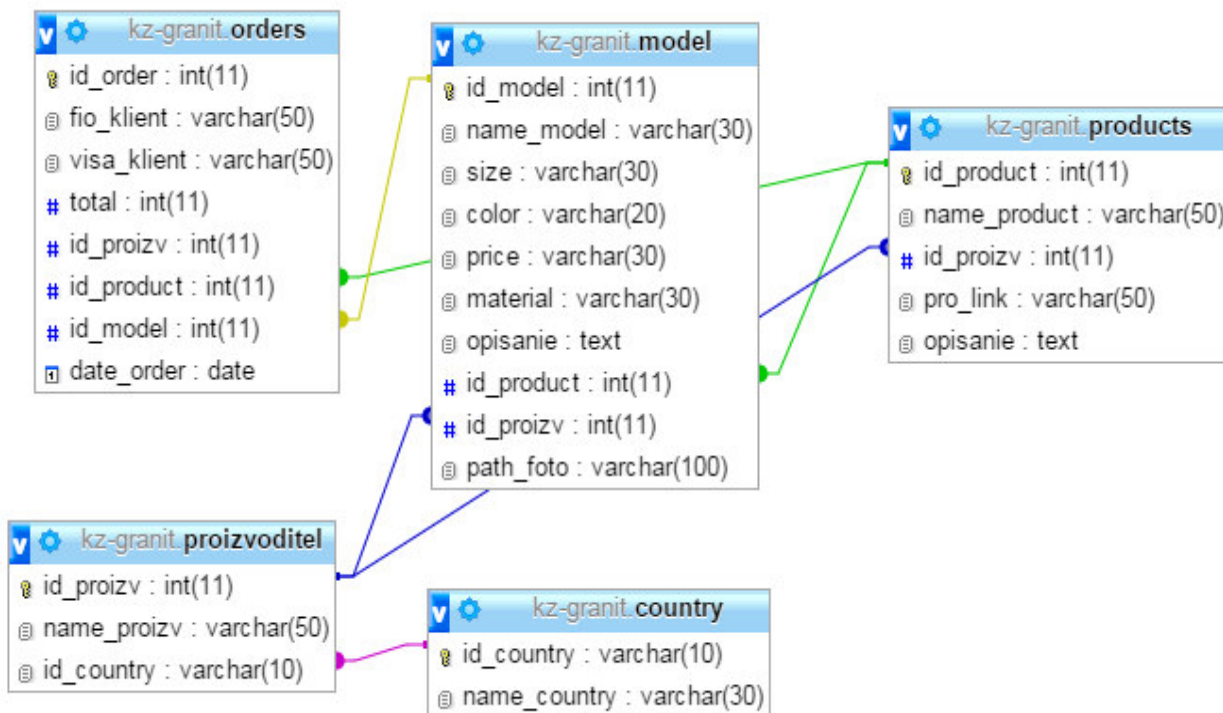 kz-granit.orders
id_order : int(11)
fio_klient : varchar(50)
visa_klient : varchar(50)
total : int(11)
id_proizv : int(11)
id_product : int(11)
id_model : int(11)
date_order : date
kz-granit.model
id_model : int(11)
name_model : varchar(30)
size : varchar(30)
color : varchar(20)
price : varchar(30)
material : varchar(30)
opisanie : text
id_product : int(11)
id_proizv : int(11)
path_foto : varchar(100)
kz-granit.products
id_product : int(11)
name_product : varchar(50)
id_proizv : int(11)
pro_link : varchar(50)
opisanie : text
kz-granit.proizvoditel
id_proizv : int(11)
name_proizv : varchar(50)
id_country : varchar(10)
kz-granit.country
id_country : varchar(10)
name_country : varchar(30)